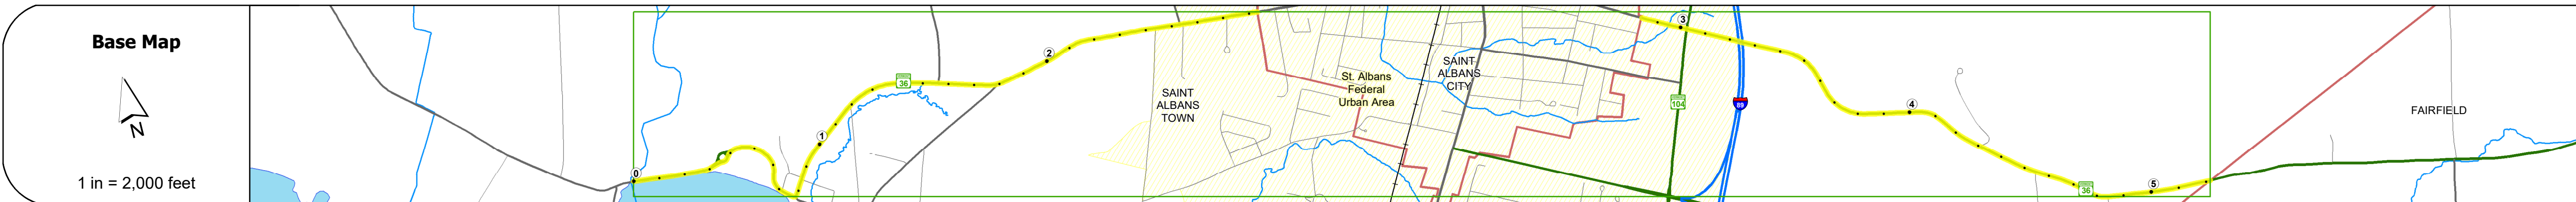 Base Map
N
1 in = 2,000 feet
0
1
36
2
SAINT
ALBANS
TOWN
St. Albans
Federal
Urban Area
SAINT
ALBANS
CITY
3
104
89
4
36
5
FAIRFIELD